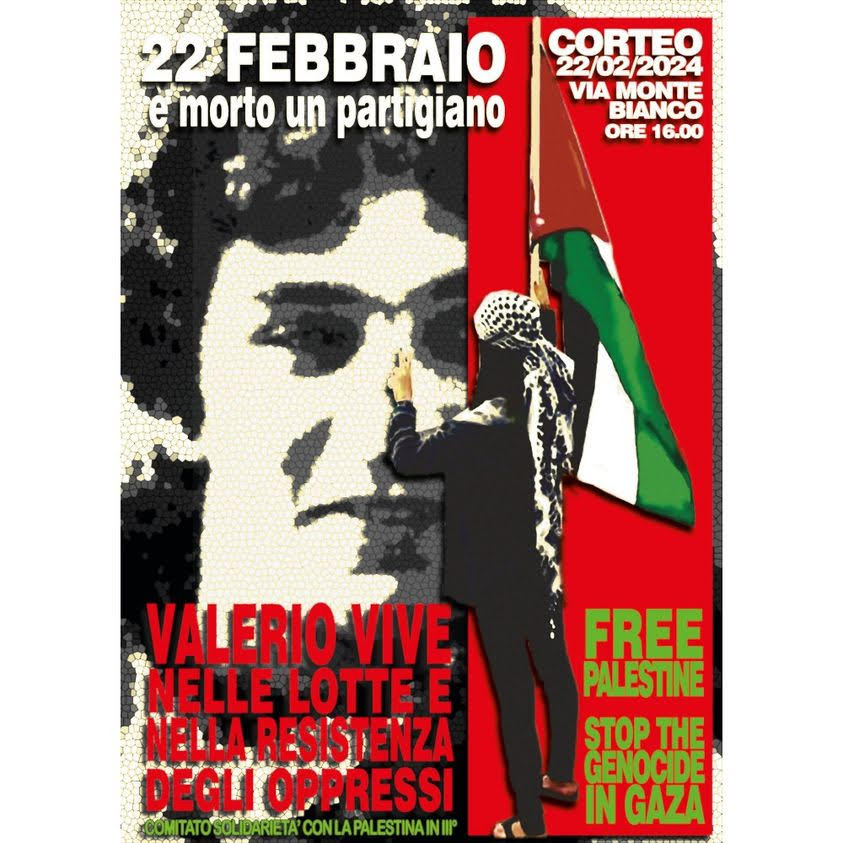 22 FEBBRAIO
e morto un partigiano
CORTEO
22/02/2024
VIA MONTE
BIANCO
ORE 16.00
VALERIO VIVE
NELLE LOTTE E
NELLA RESISTENZA
DEGLI OPPRESSI
COMITATO SOLIDARIETA' CON LA PALESTINA IN III°
FREE
PALESTINE
STOP THE
GENOCIDE
IN GAZA